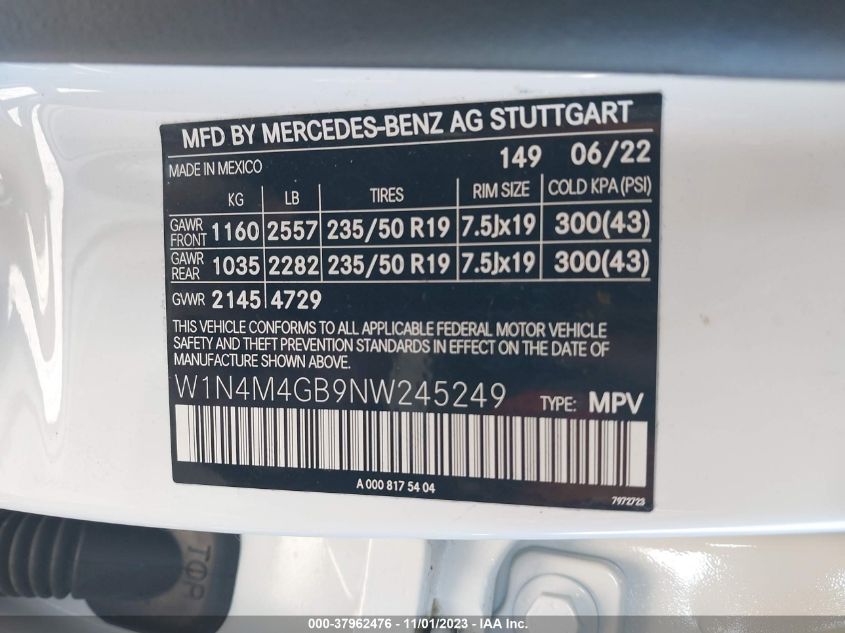 MFD BY MERCEDES-BENZ AG STUTTGART
MADE IN MEXICO 149 06/22
KG LB TIRES RIM SIZE COLD KPA (PSI)
GAWR FRONT 1160 2557 235/50 R19 7.5Jx19 300(43)
GAWR REAR 1035 2282 235/50 R19 7.5Jx19 300(43)
GVWR 2145 4729
THIS VEHICLE CONFORMS TO ALL APPLICABLE FEDERAL MOTOR VEHICLE
SAFETY AND THEFT PREVENTION STANDARDS IN EFFECT ON THE DATE OF
MANUFACTURE SHOWN ABOVE.
W1N4M4GB9NW245249 TYPE: MPV
A 000 817 54 04
7972723
TOP
000-37962476 - 11/01/2023 - IAA Inc.